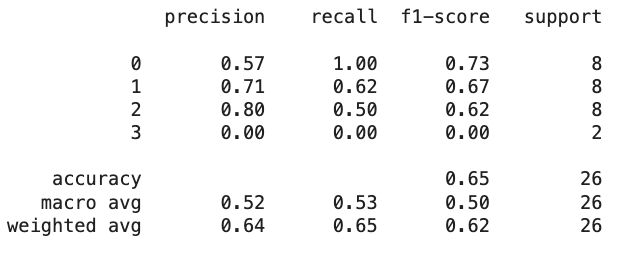 precision recall f1-score support
0 0.57 1.00 0.73 8
1 0.71 0.62 0.67 8
2 0.80 0.50 0.62 8
3 0.00 0.00 0.00 2
accuracy 0.65 26
macro avg 0.52 0.53 0.50 26
weighted avg 0.64 0.65 0.62 26